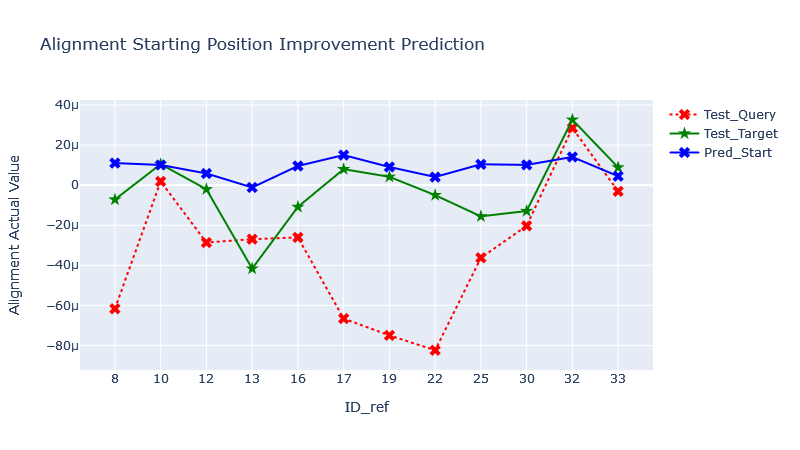 Alignment Starting Position Improvement Prediction
Alignment Actual Value
40μ
20μ
0
−20μ
−40μ
−60μ
−80μ
8 10 12 13 16 17 19 22 25 30 32 33
ID_ref
Test_Query
Test_Target
Pred_Start